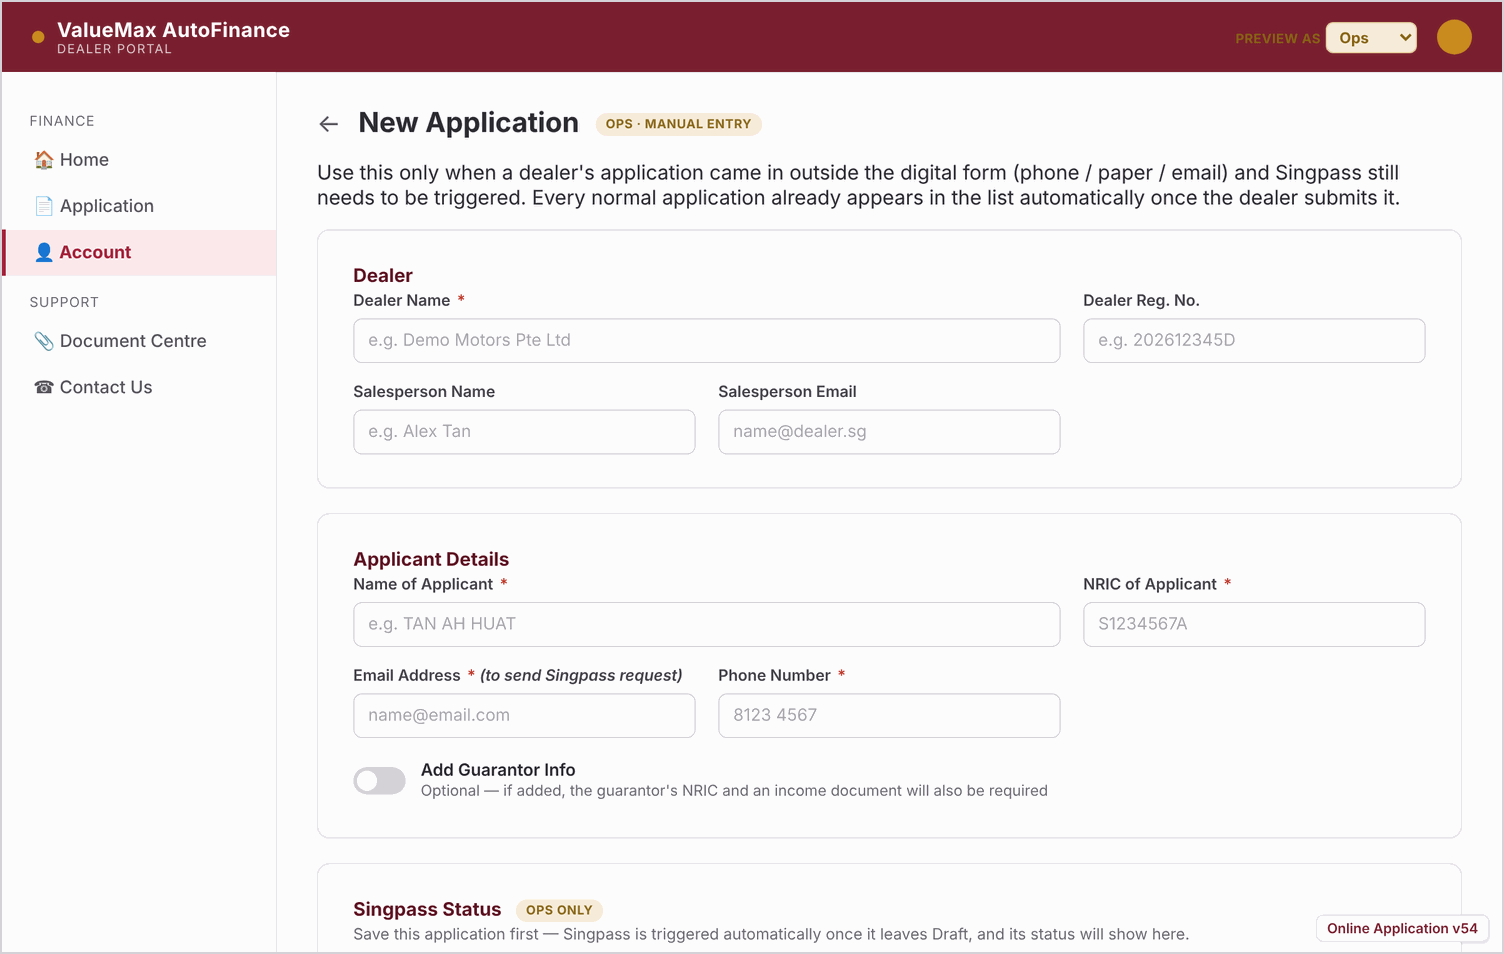 ValueMax AutoFinance
DEALER PORTAL
PREVIEW AS
Ops
FINANCE
Home
Application
Account
SUPPORT
Document Centre
Contact Us
New Application
OPS · MANUAL ENTRY
Use this only when a dealer's application came in outside the digital form (phone / paper / email) and Singpass still
needs to be triggered. Every normal application already appears in the list automatically once the dealer submits it.
Dealer
Dealer Name *
Dealer Reg. No.
e.g. Demo Motors Pte Ltd
e.g. 202612345D
Salesperson Name
Salesperson Email
e.g. Alex Tan
name@dealer.sg
Applicant Details
Name of Applicant *
NRIC of Applicant *
e.g. TAN AH HUAT
S1234567A
Email Address * (to send Singpass request)
Phone Number *
name@email.com
8123 4567
Add Guarantor Info
Optional — if added, the guarantor's NRIC and an income document will also be required
Singpass Status
OPS ONLY
Save this application first — Singpass is triggered automatically once it leaves Draft, and its status will show here.
Online Application v54